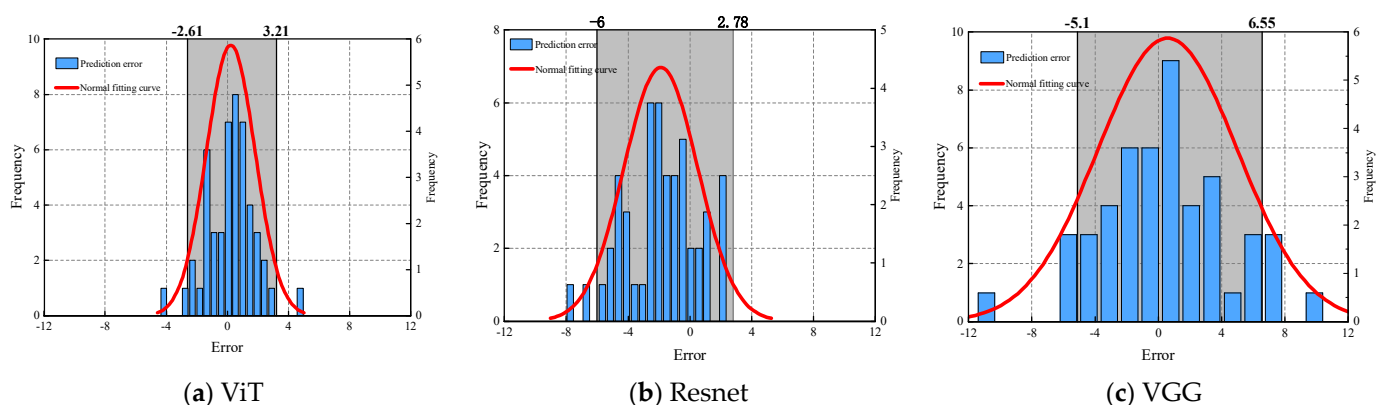 -2.61 3.21
10
8
6
4
2
0
Frequency
Prediction error
Normal fitting curve
6
5
4
3
2
1
0
Frequency
-12 -8 -4 0 4 8 12
Error
(a) ViT
-6 2.78
8
6
4
2
0
Frequency
Prediction error
Normal fitting curve
5
4
3
2
1
0
Frequency
-12 -8 -4 0 4 8 12
Error
(b) Resnet
-5.1 6.55
10
8
6
4
2
0
Frequency
Prediction error
Normal fitting curve
6
5
4
3
2
1
0
Frequency
-12 -8 -4 0 4 8 12
Error
(c) VGG